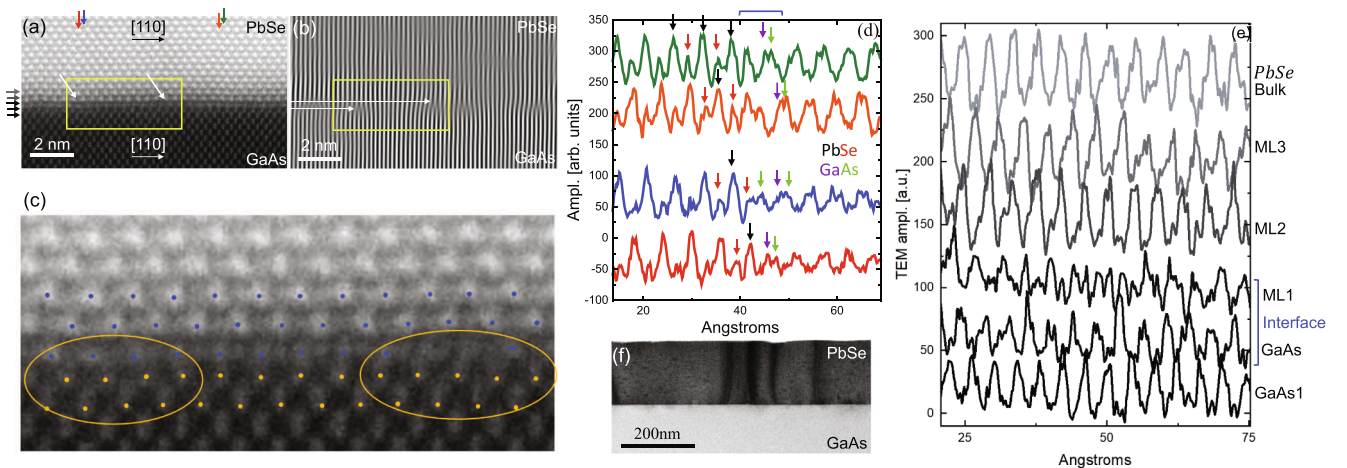 (a)
[110]
PbSe
[110]
2 nm
GaAs
(b)
PbSe
2 nm
GaAs
(c)
(d)
350
300
250
200
150
100
50
0
-50
-100
Ampl. [arb. units]
PbSe
GaAs
20
40
60
Angstroms
(e)
300
250
200
150
100
50
0
TEM ampl. [a.u.]
PbSe
Bulk
ML3
ML2
ML1
Interface
GaAs
GaAs1
25
50
75
Angstroms
(f)
PbSe
200nm
GaAs